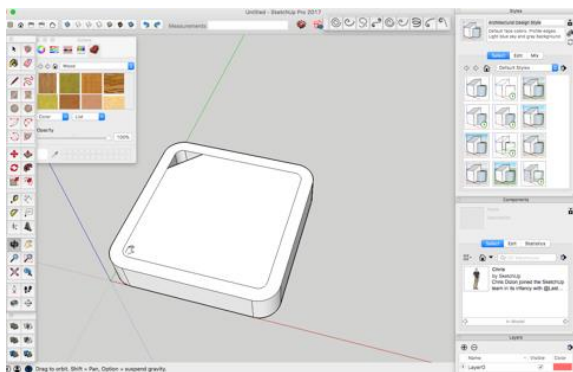 Untitled - SketchUp Pro 2017
Measurements
Colors
Wood
Color
List
Opacity
100%
Styles
Architectural Design Style
Default face colors. Profile edges.
Light blue sky and gray background.
Select
Edit
Mix
Default Styles
Components
Select
Edit
Statistics
Chris
by SketchUp
Chris Dizon joined the SketchUp
team in its infancy with @Last
Layers
Name
Visible
Color
Layer0
Drag to orbit. Shift = Pan, Option = suspend gravity.